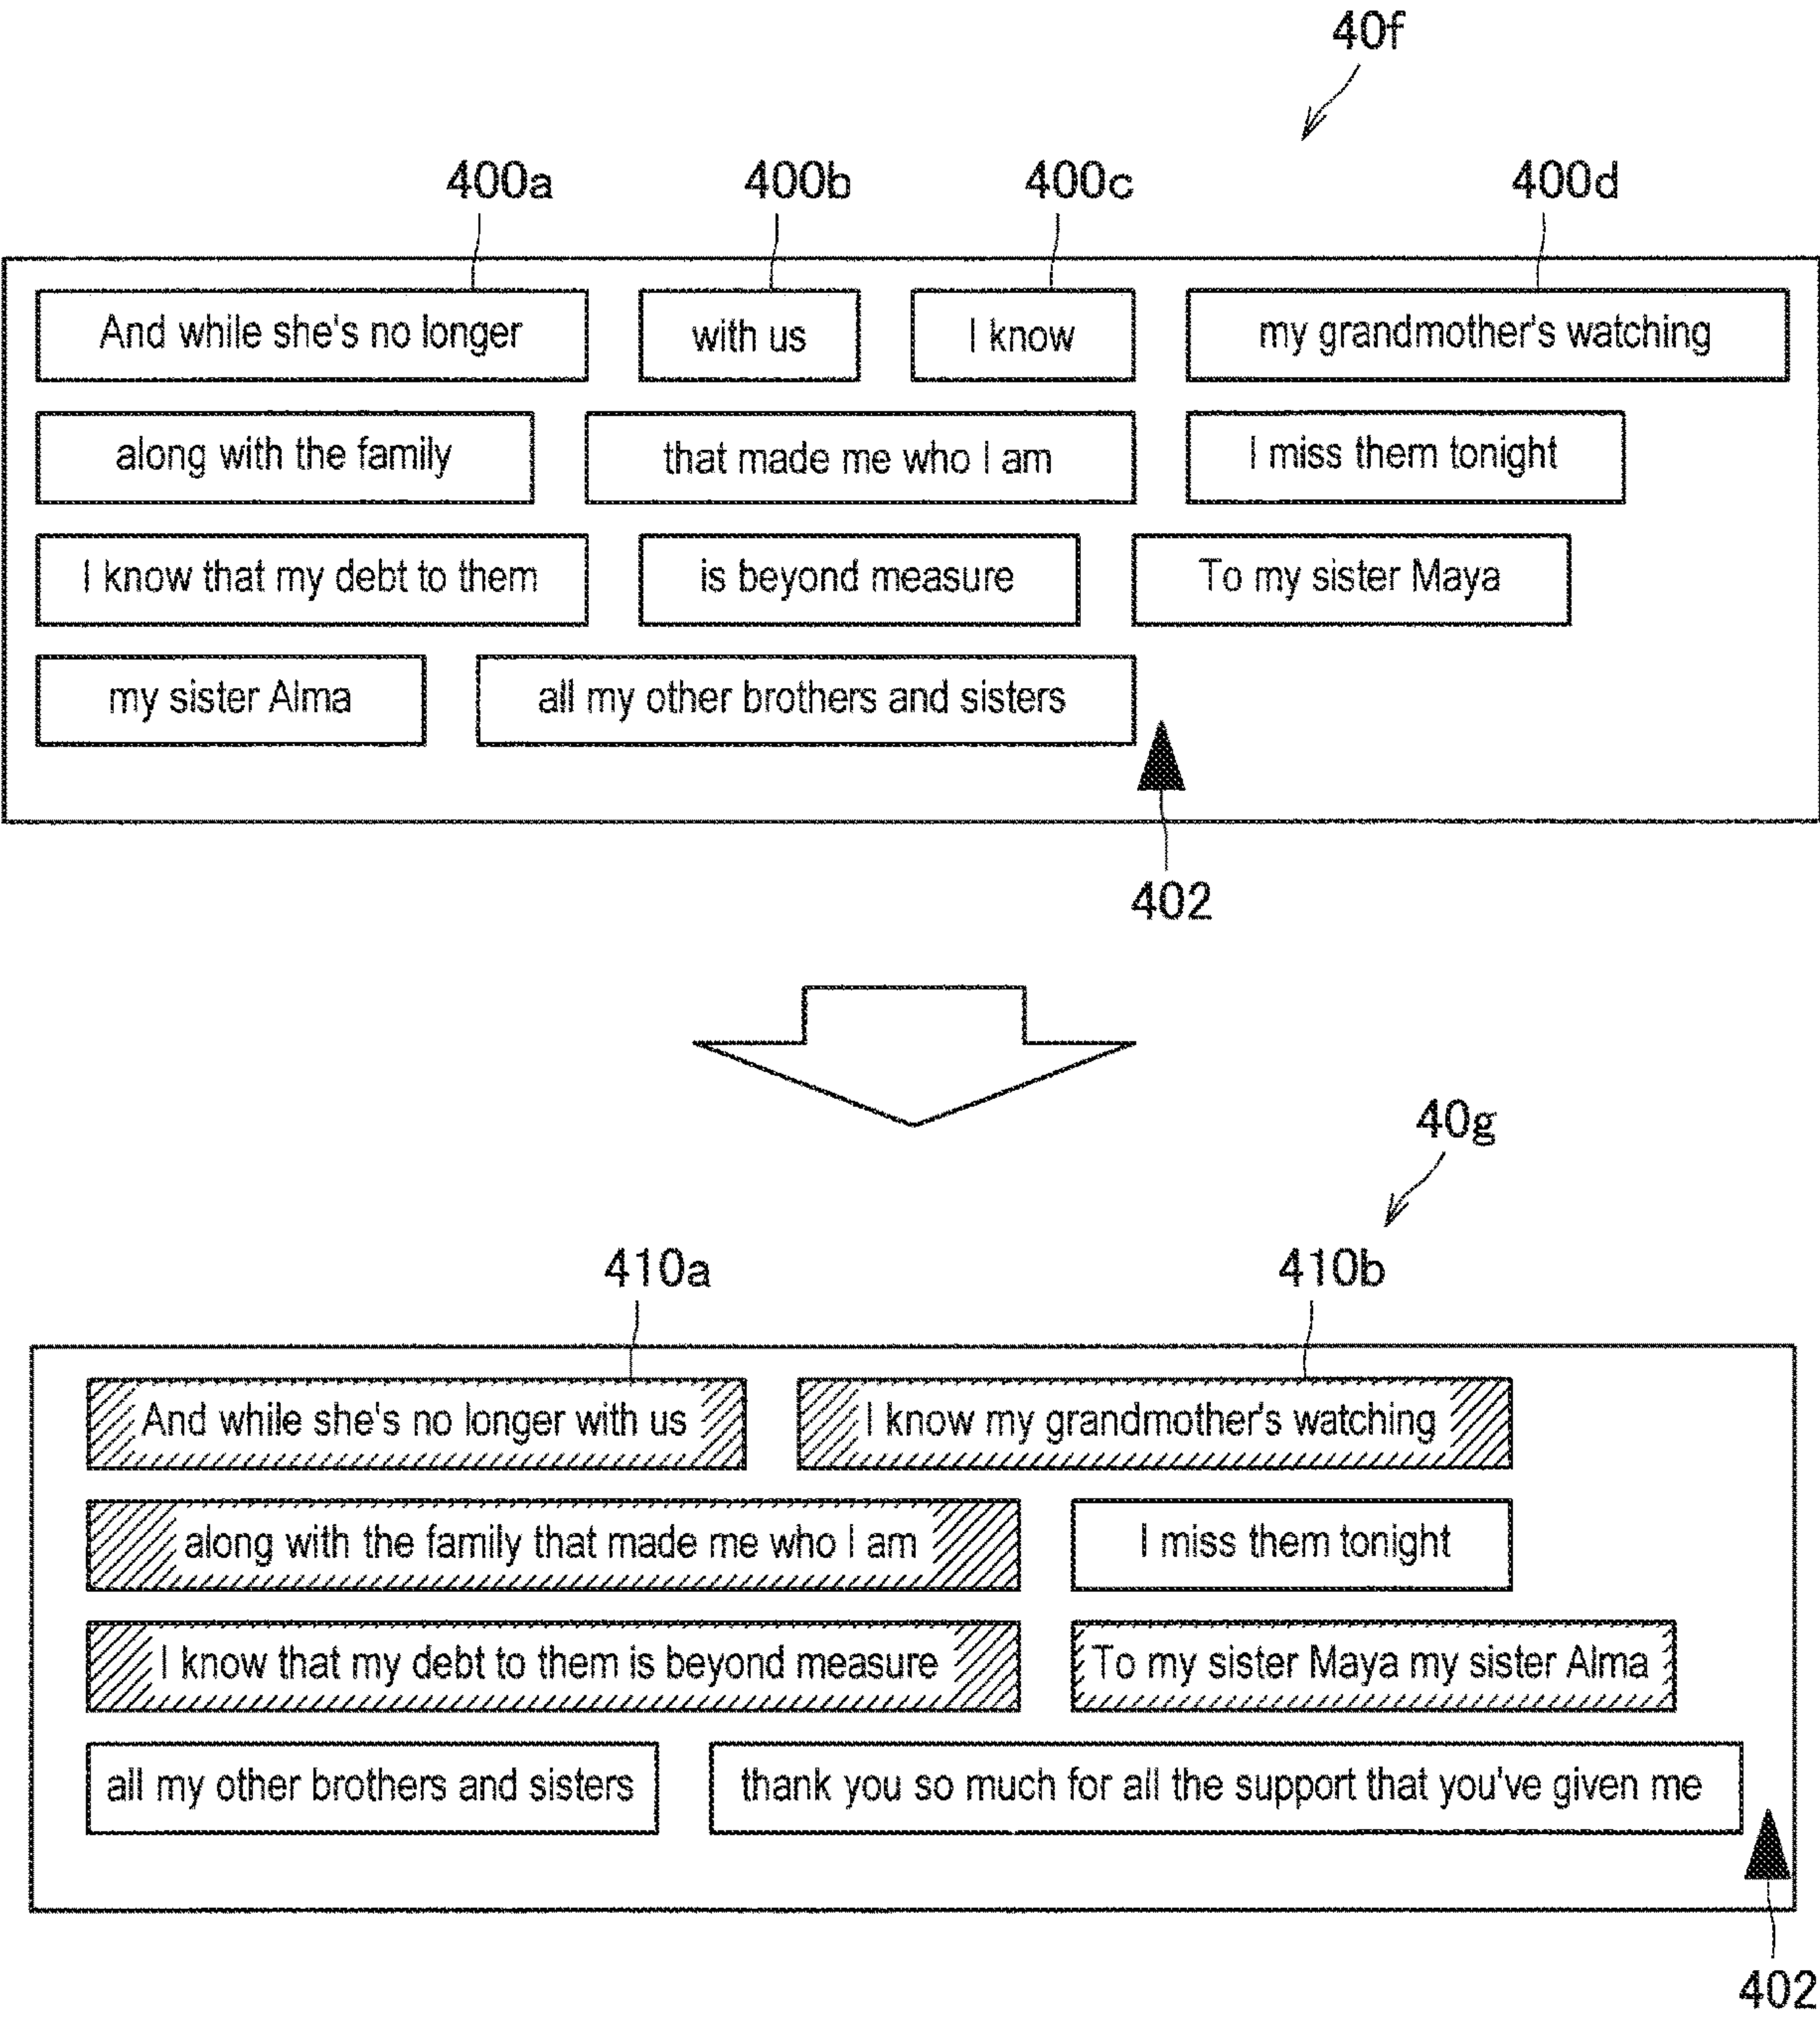 40f
400a 400b 400c 400d
And while she's no longer with us I know my grandmother's watching
along with the family that made me who I am I miss them tonight
I know that my debt to them is beyond measure To my sister Maya
my sister Alma all my other brothers and sisters
402
40g
410a 410b
And while she's no longer with us I know my grandmother's watching
along with the family that made me who I am I miss them tonight
I know that my debt to them is beyond measure To my sister Maya my sister Alma
all my other brothers and sisters thank you so much for all the support that you've given me
402